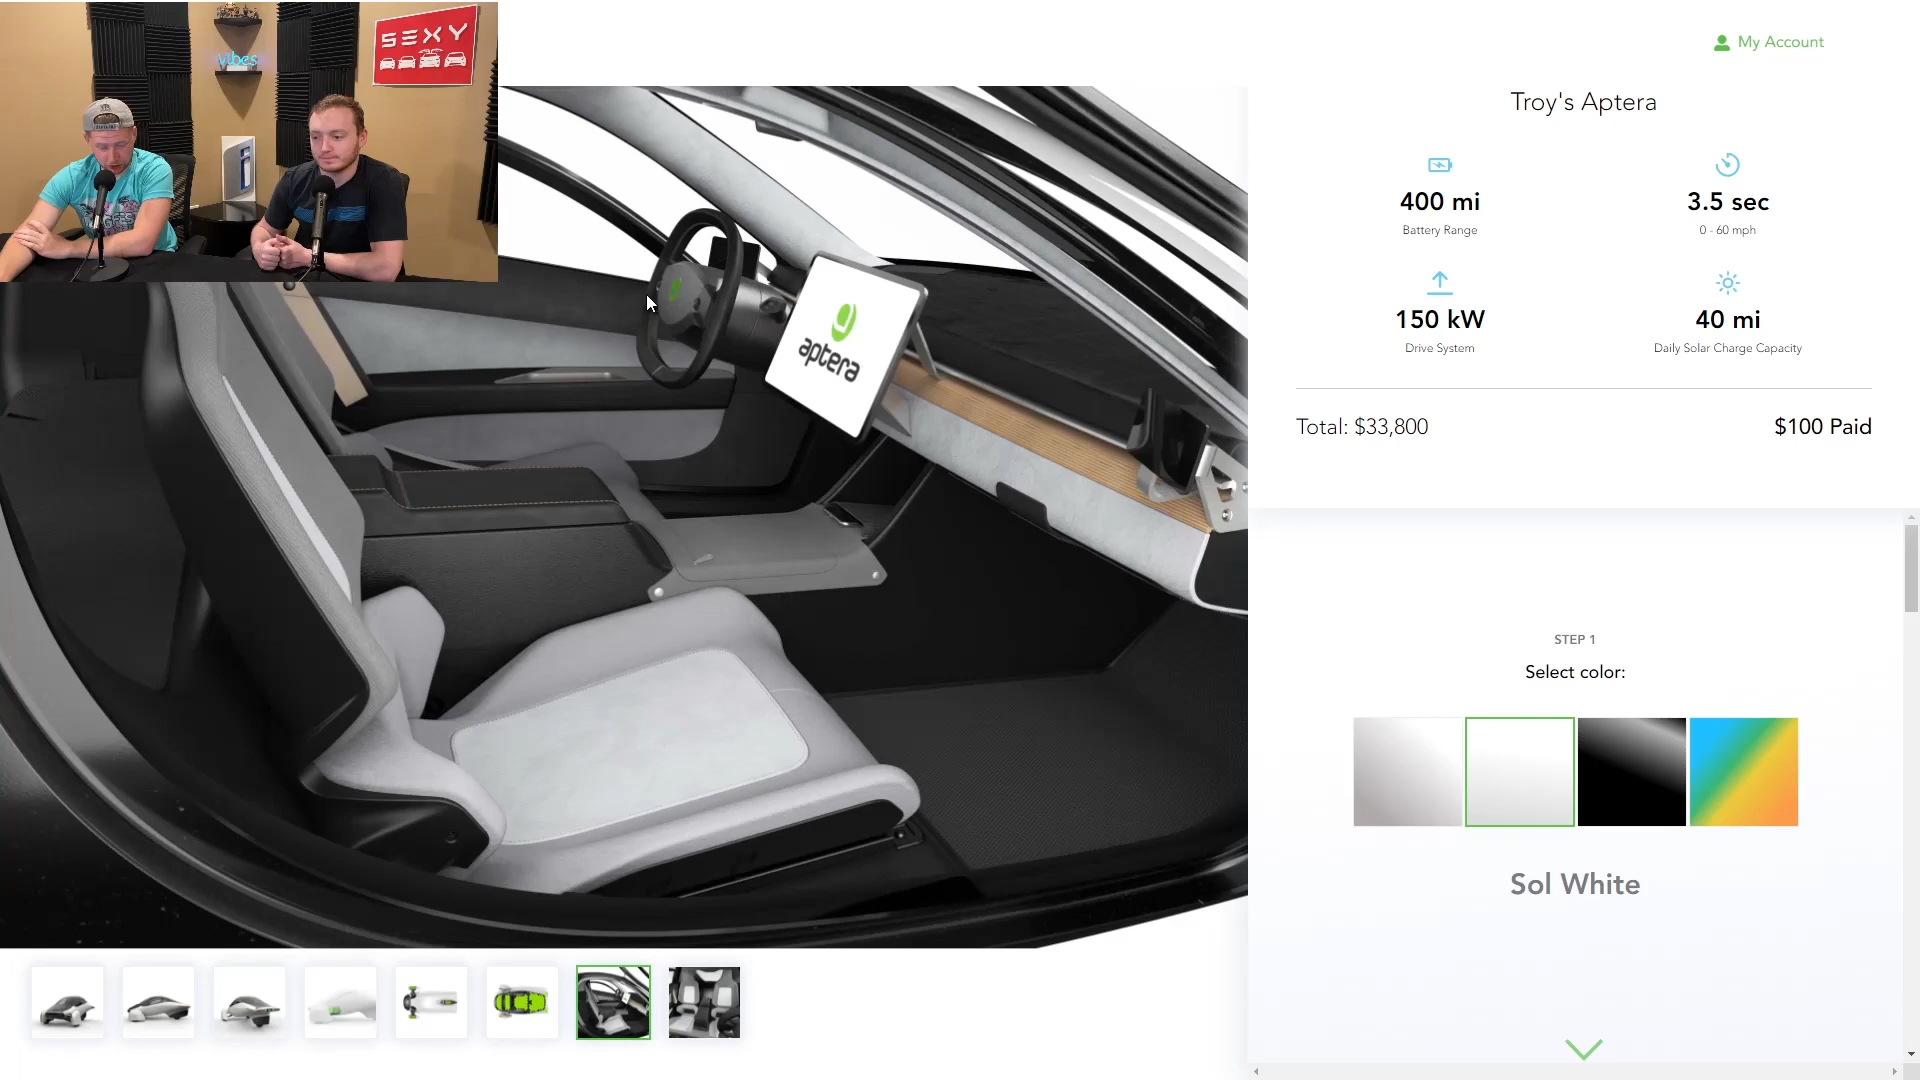 vibes
SEXY
aptera
My Account
Troy's Aptera
400 mi
Battery Range
3.5 sec
0 - 60 mph
150 kW
Drive System
40 mi
Daily Solar Charge Capacity
Total: $33,800
$100 Paid
STEP 1
Select color:
Sol White